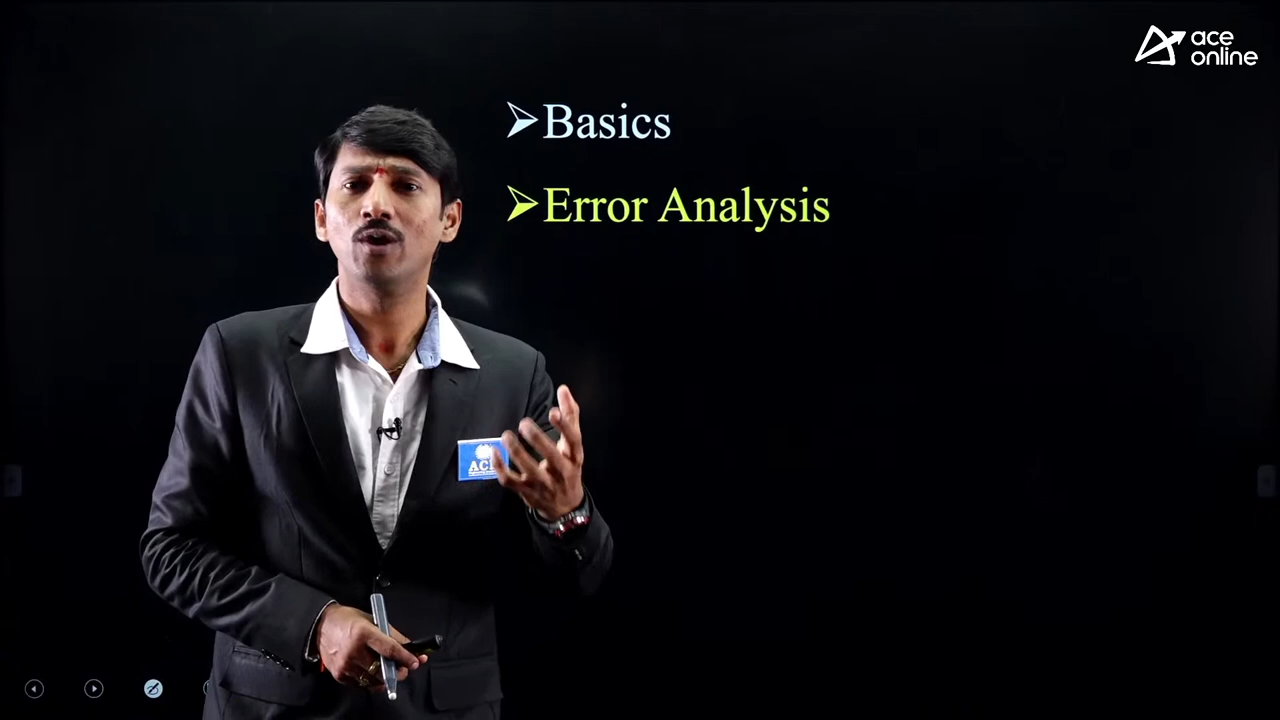 ace
online
➢Basics
➢Error Analysis